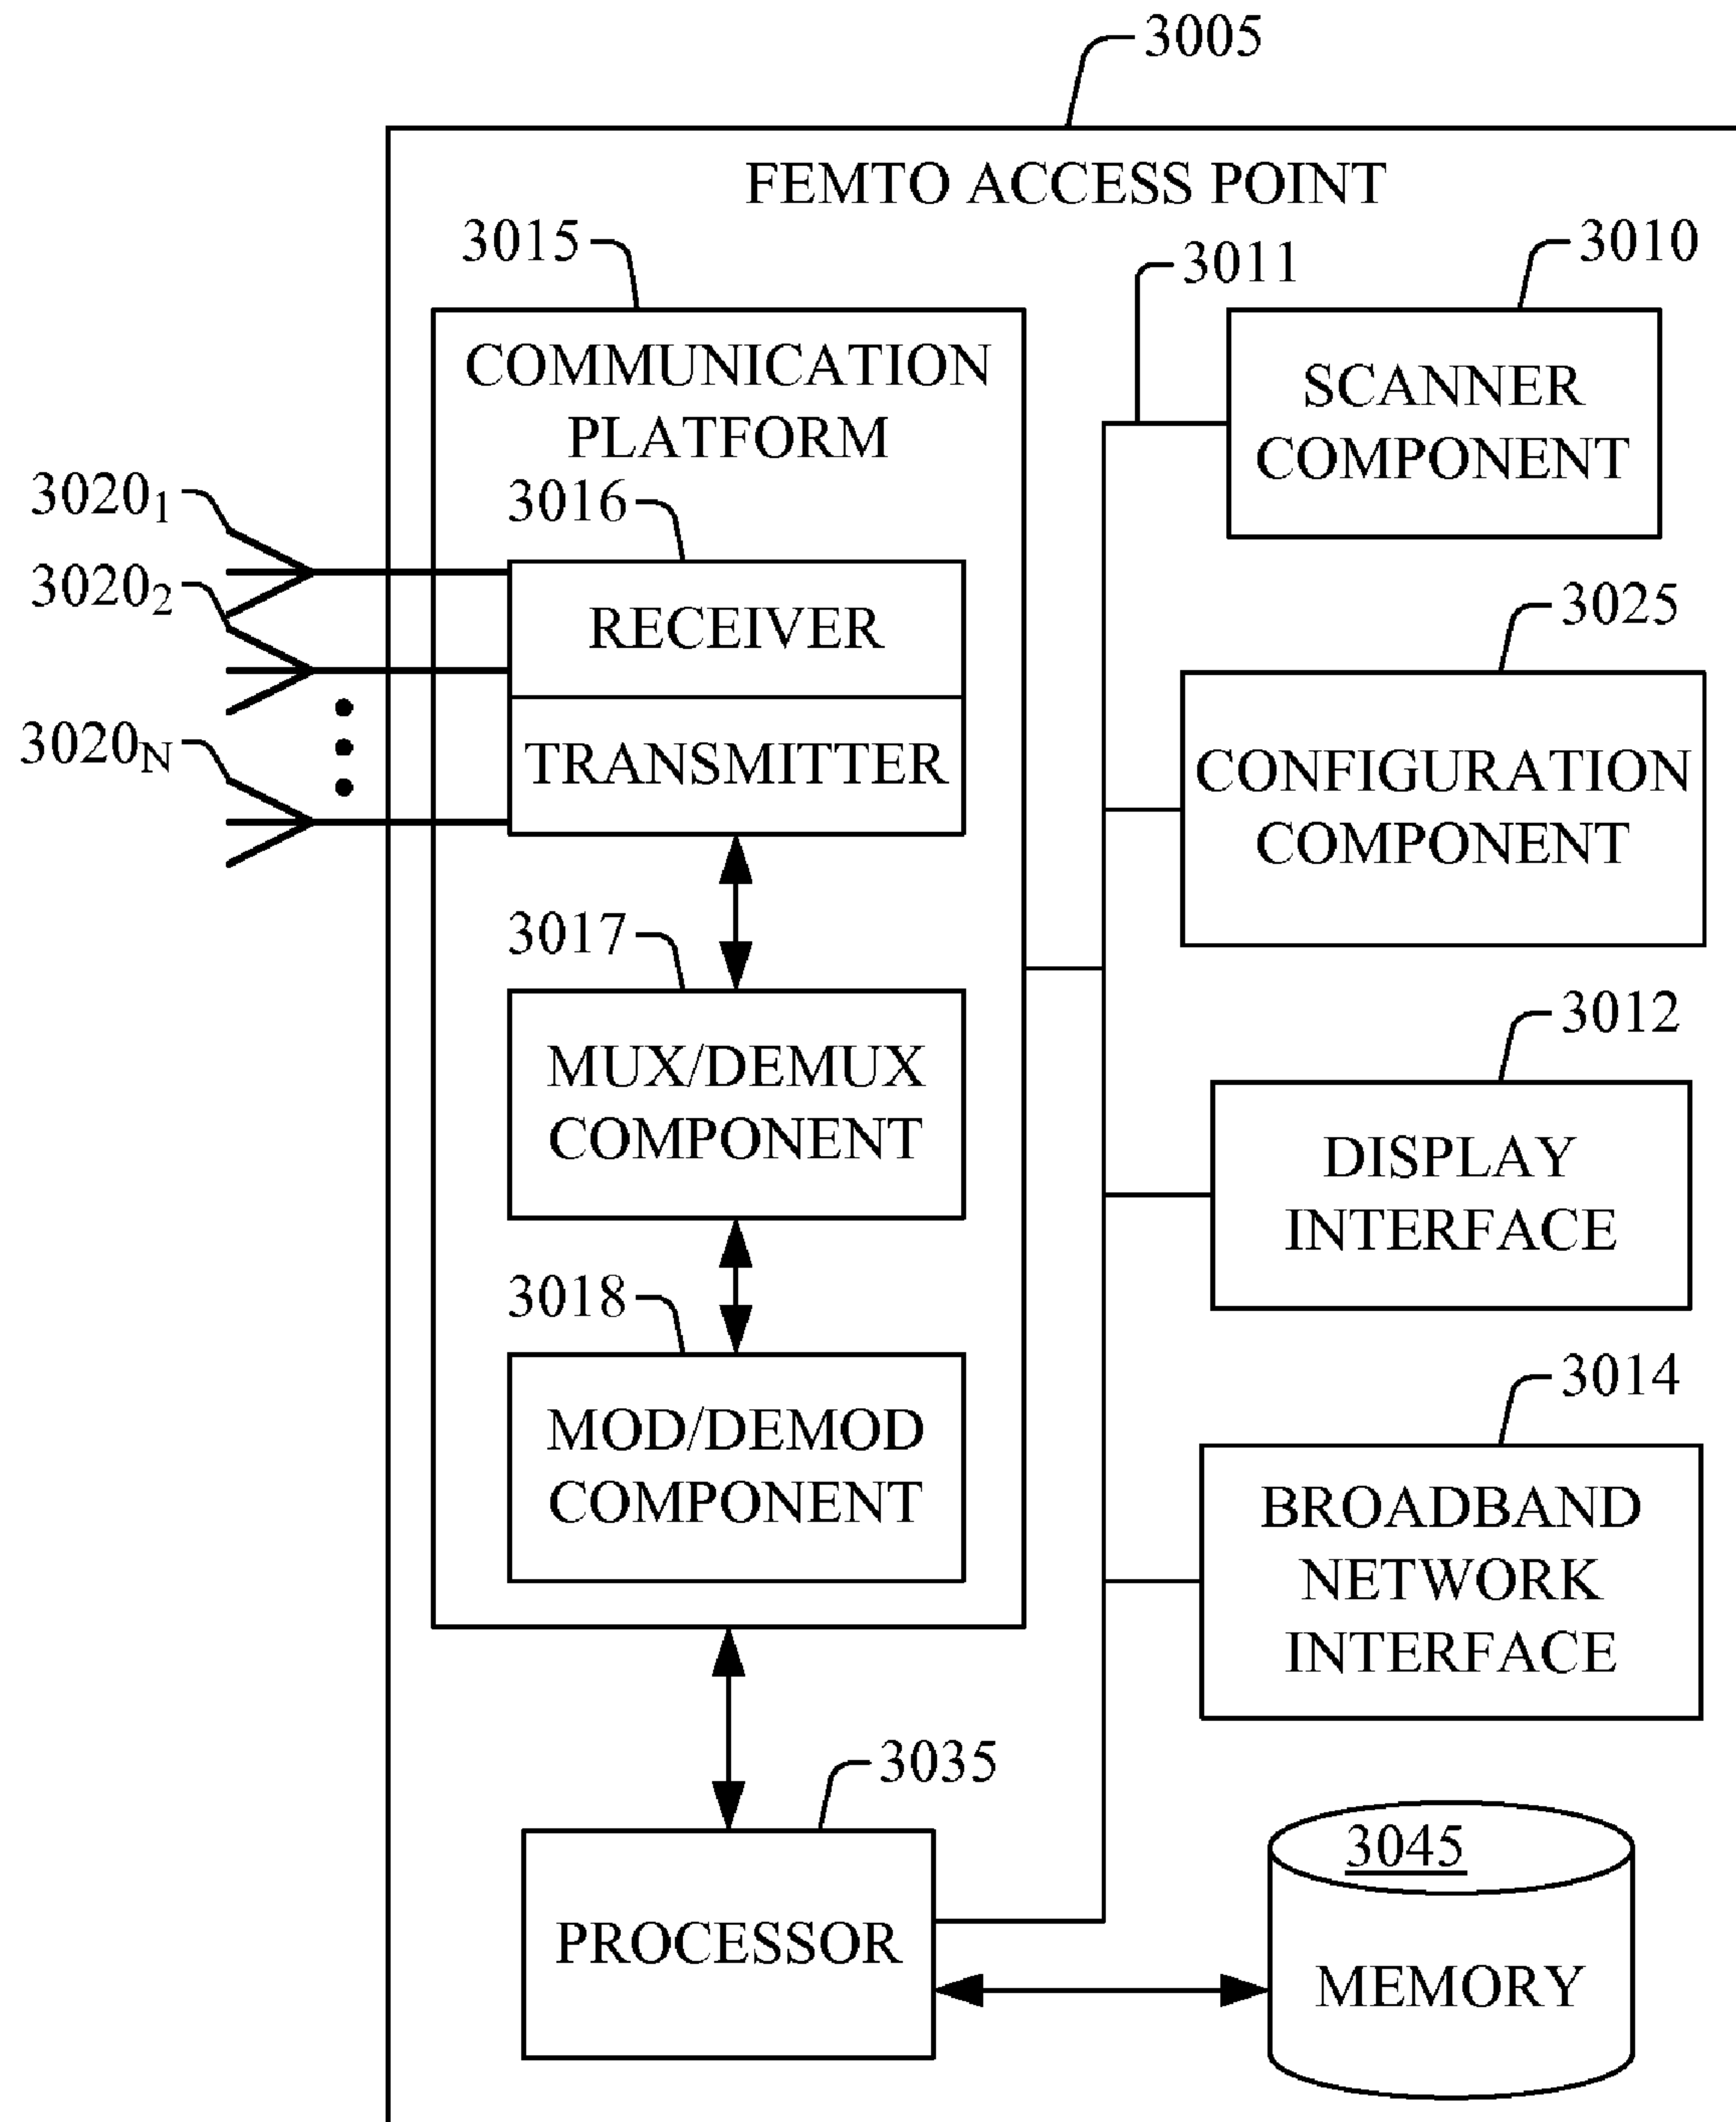 3005
FEMTO ACCESS POINT
3015
3011
3010
COMMUNICATION
PLATFORM
SCANNER
COMPONENT
3020₁
3016
3020₂
RECEIVER
3025
3020_N
TRANSMITTER
CONFIGURATION
COMPONENT
3017
MUX/DEMUX
COMPONENT
3012
DISPLAY
INTERFACE
3018
MOD/DEMOD
COMPONENT
3014
BROADBAND
NETWORK
INTERFACE
3035
PROCESSOR
3045
MEMORY